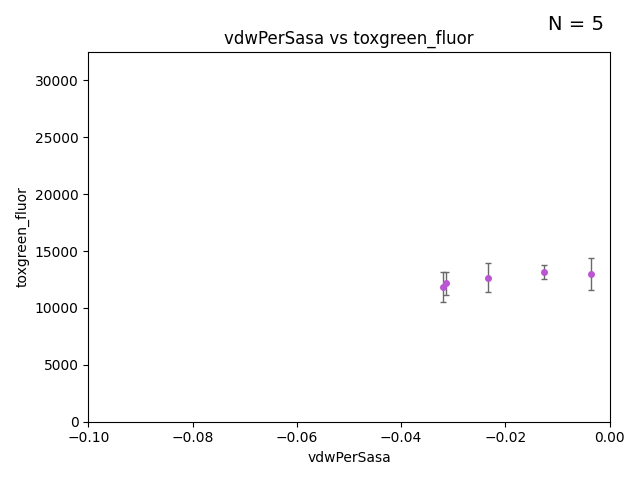 N = 5
vdwPerSasa vs toxgreen_fluor
30000
25000
20000
15000
10000
5000
0
toxgreen_fluor
−0.10 −0.08 −0.06 −0.04 −0.02 0.00
vdwPerSasa